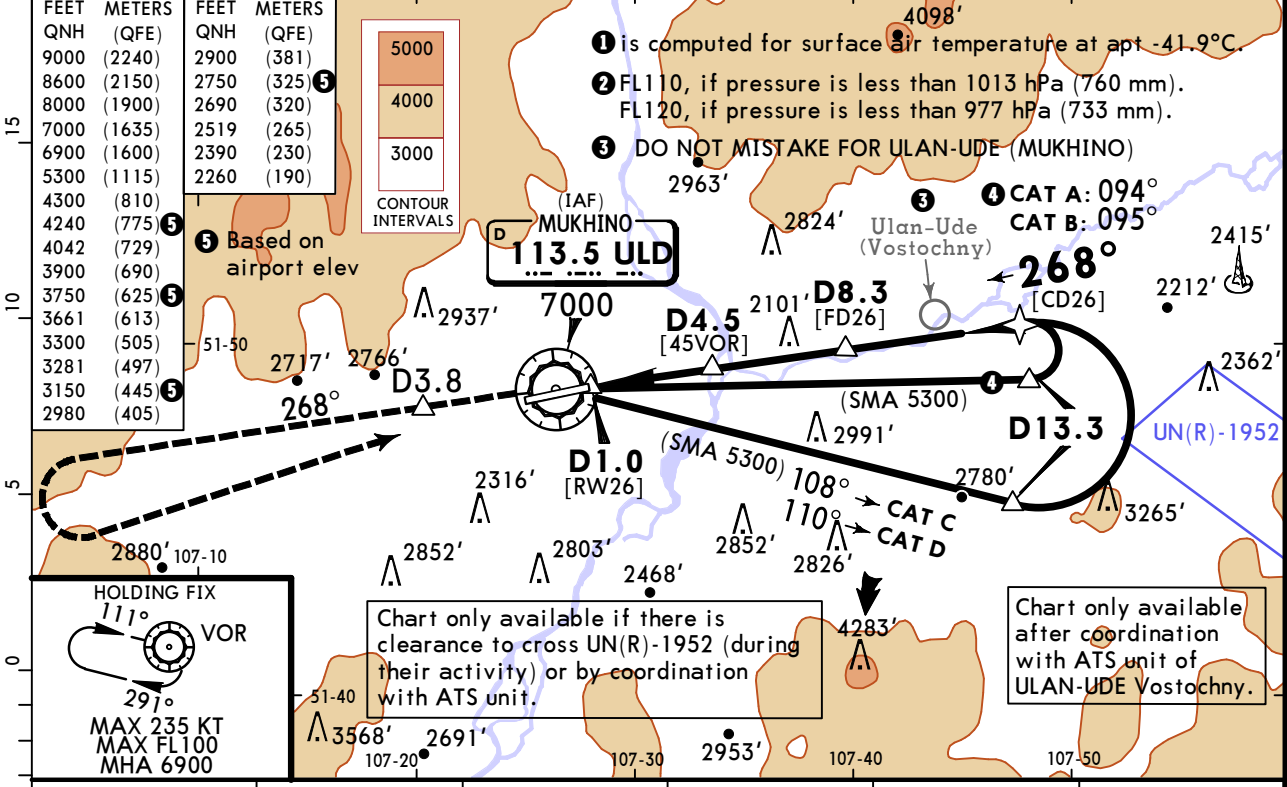 FEET METERS FEET METERS
QNH (QFE) QNH (QFE)
9000 (2240) 2900 (381)
8600 (2150) 2750 (325) 5
8000 (1900) 2690 (320)
7000 (1635) 2519 (265)
6900 (1600) 2390 (230)
5300 (1115) 2260 (190)
4300 (810)
4240 (775) 5
4042 (729)
3900 (690)
3750 (625) 5
3661 (613)
3300 (505)
3281 (497)
3150 (445) 5
2980 (405)
5 Based on
airport elev
5000
4000
3000
CONTOUR
INTERVALS
4098'
1 is computed for surface air temperature at apt -41.9°C.
2 FL110, if pressure is less than 1013 hPa (760 mm).
FL120, if pressure is less than 977 hPa (733 mm).
3 DO NOT MISTAKE FOR ULAN-UDE (MUKHINO)
2963'
4 CAT A: 094°
CAT B: 095°
3
Ulan-Ude
(Vostochny)
2824'
2415'
(IAF)
MUKHINO
D 113.5 ULD
7000
268°
[CD26]
2212'
2937'
2101'
D8.3
[FD26]
D4.5
[45VOR]
51-50
2717'
2766'
D3.8
268°
2362'
4
(SMA 5300)
D13.3
UN(R)-1952
2991'
(SMA 5300)
D1.0
[RW26]
108° CAT C
110° CAT D
2780'
3265'
2316'
2852'
2826'
2880'
107-10
2852'
2803'
2468'
4283'
HOLDING FIX
111°
VOR
291°
MAX 235 KT
MAX FL100
MHA 6900
Chart only available if there is
clearance to cross UN(R)-1952 (during
their activity) or by coordination
with ATS unit.
Chart only available
after coordination
with ATS unit of
ULAN-UDE Vostochny.
51-40
3568'
2691'
2953'
107-20
107-30
107-40
107-50
15
10
5
0